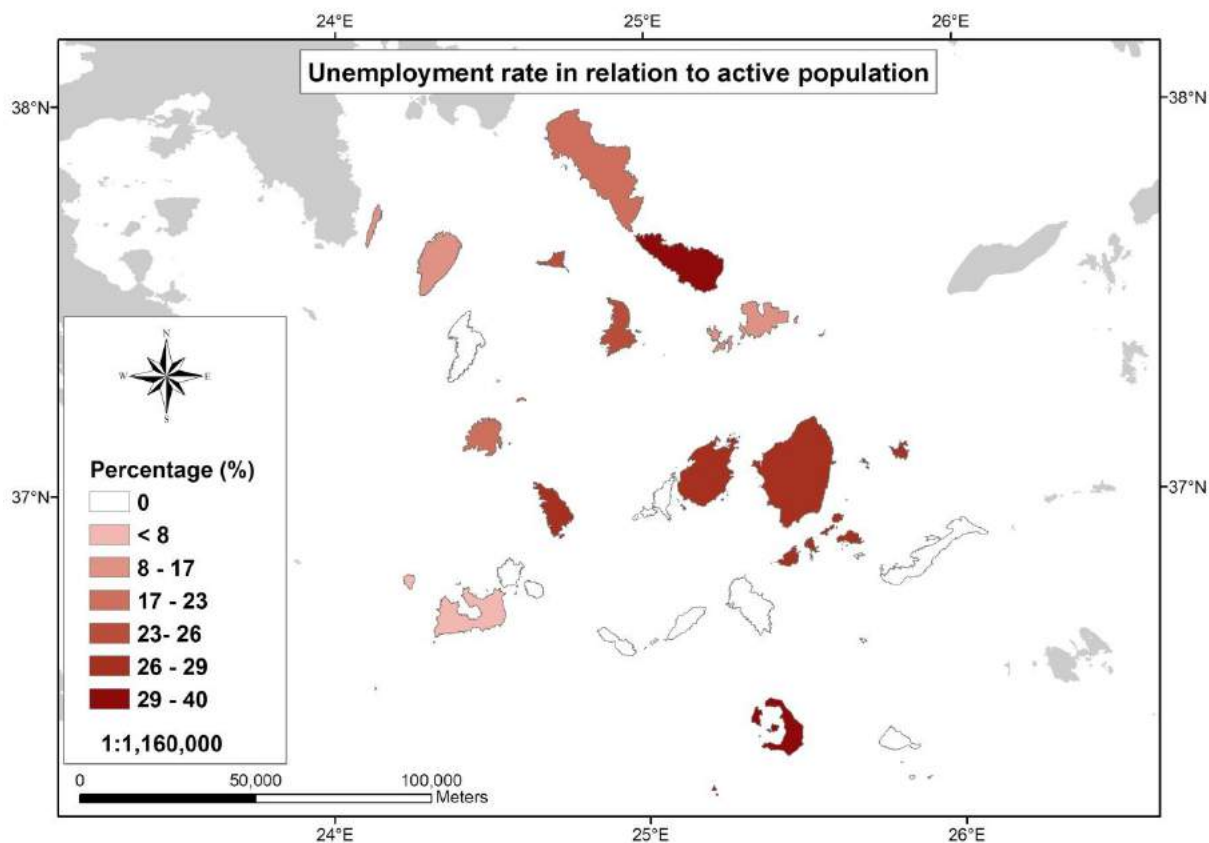 24°E 25°E 26°E
Unemployment rate in relation to active population
38°N 38°N
37°N 37°N
N
W E
S
Percentage (%)
0
< 8
8 - 17
17 - 23
23- 26
26 - 29
29 - 40
1:1,160,000
0 50,000 100,000
Meters
24°E 25°E 26°E